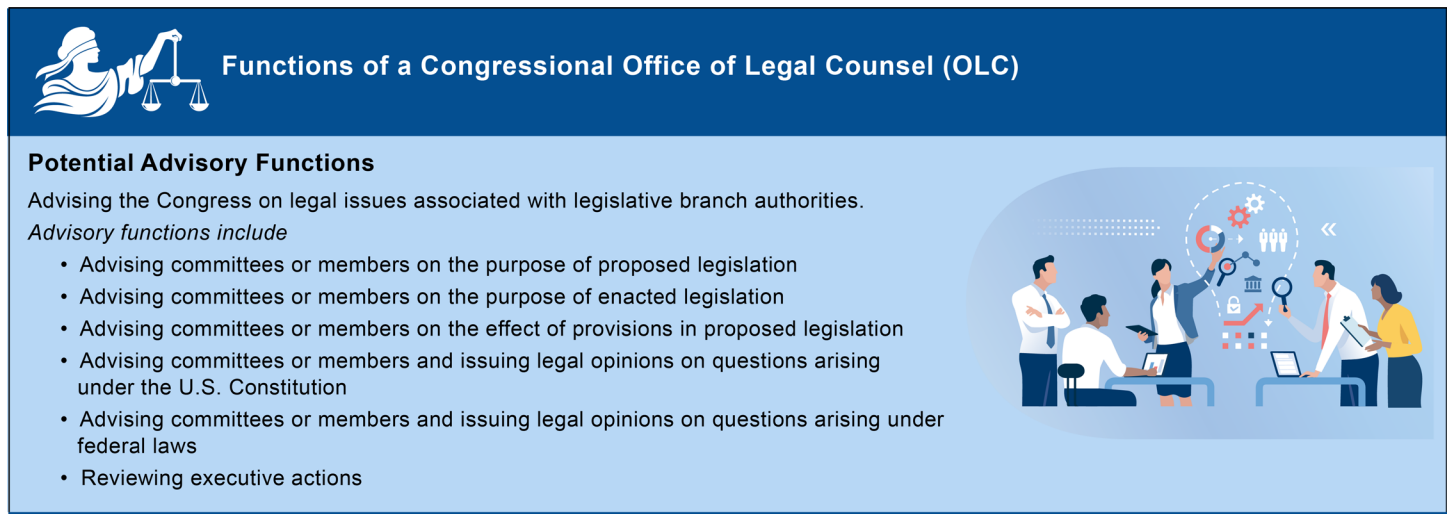 Functions of a Congressional Office of Legal Counsel (OLC)
Potential Advisory Functions
Advising the Congress on legal issues associated with legislative branch authorities.
Advisory functions include
• Advising committees or members on the purpose of proposed legislation
• Advising committees or members on the purpose of enacted legislation
• Advising committees or members on the effect of provisions in proposed legislation
• Advising committees or members and issuing legal opinions on questions arising
under the U.S. Constitution
• Advising committees or members and issuing legal opinions on questions arising under
federal laws
• Reviewing executive actions